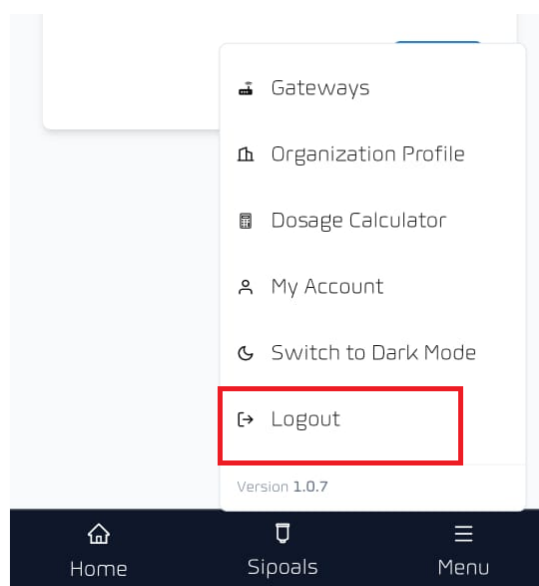 Gateways
Organization Profile
Dosage Calculator
My Account
Switch to Dark Mode
Logout
Version 1.0.7
Home
Sipoals
Menu